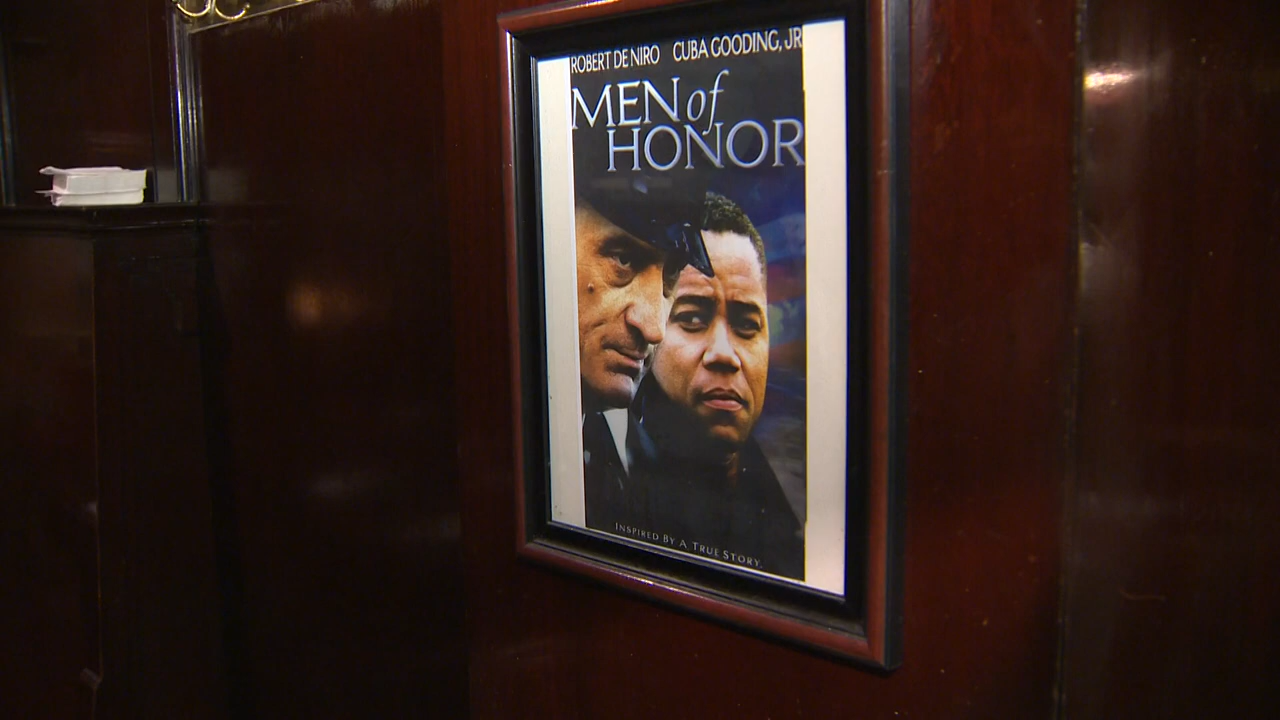 ROBERT DE NIRO CUBA GOODING, JR
MEN of
HONOR
INSPIRED BY A TRUE STORY.